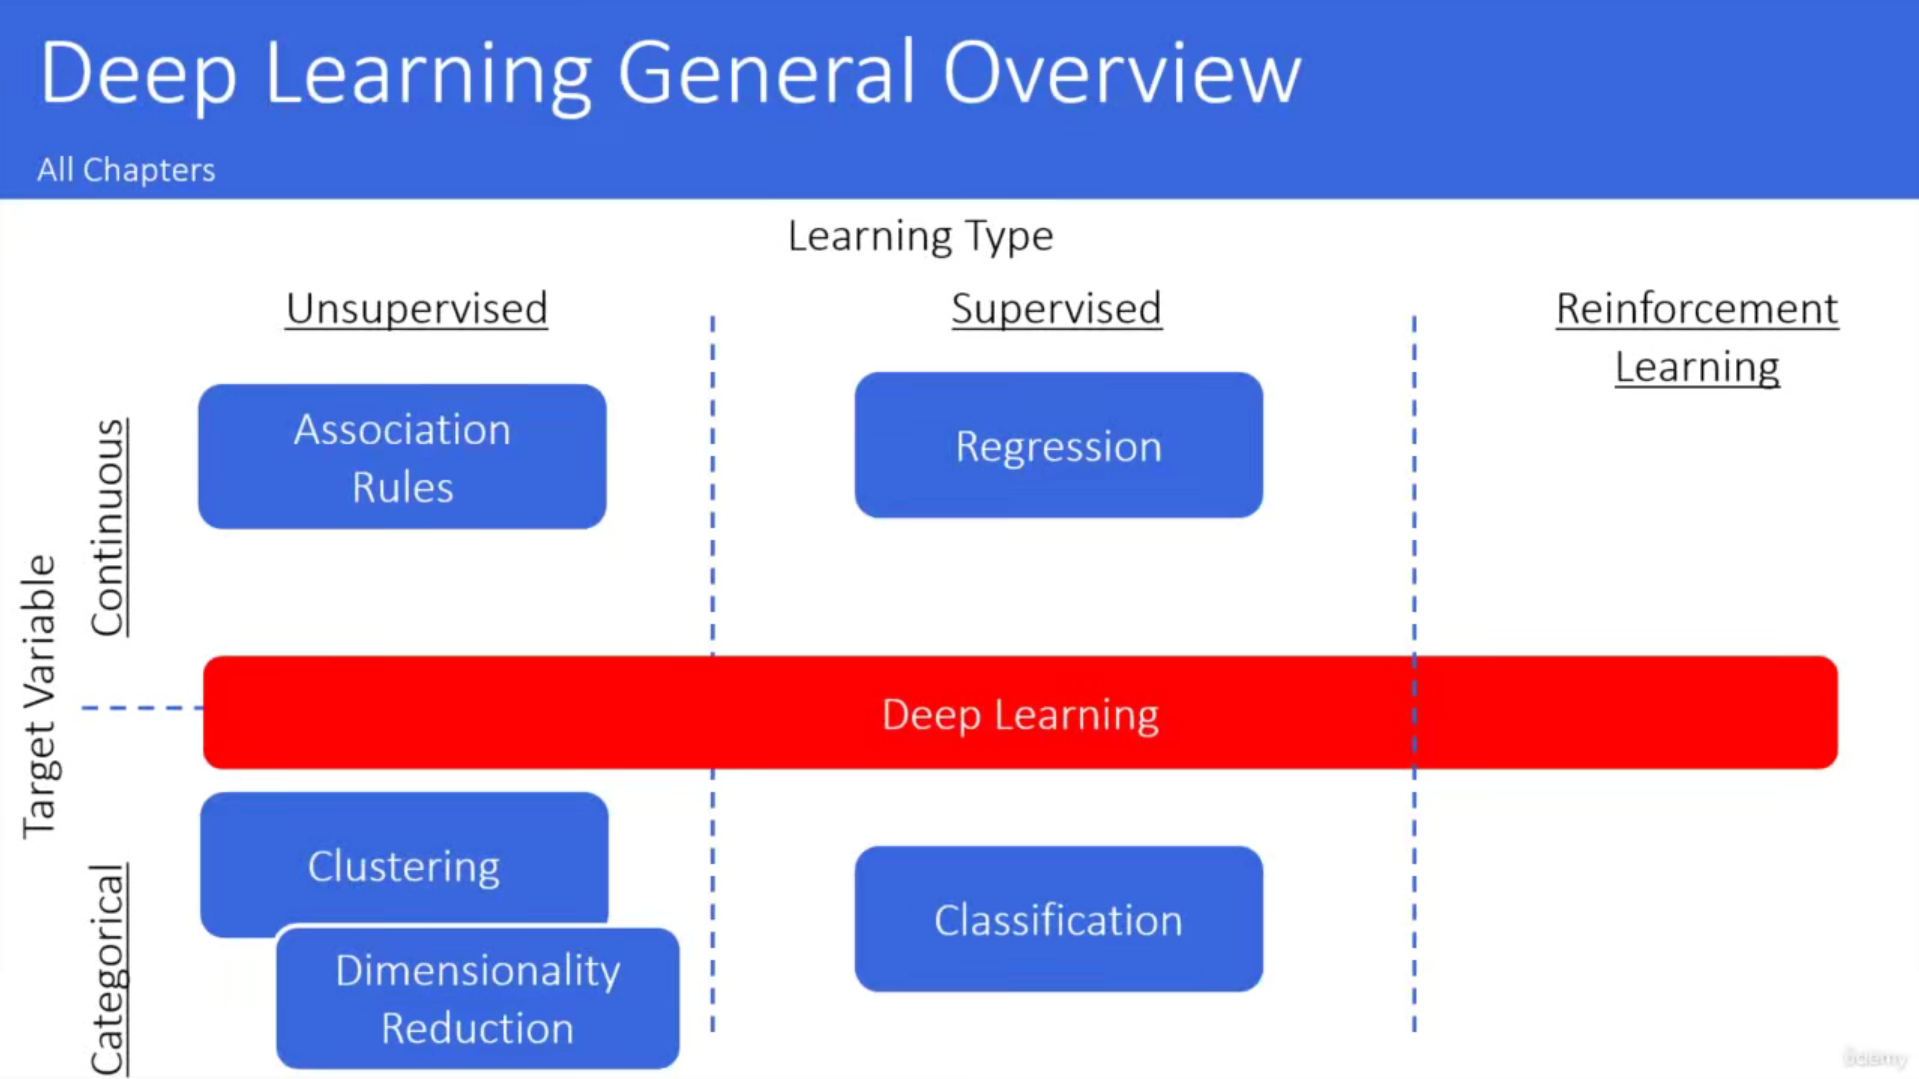 Deep Learning General Overview
All Chapters
Learning Type
Unsupervised
Supervised
Reinforcement
Learning
Target Variable
Continuous
Association
Rules
Regression
Deep Learning
Categorical
Clustering
Dimensionality
Reduction
Classification
ûdemy